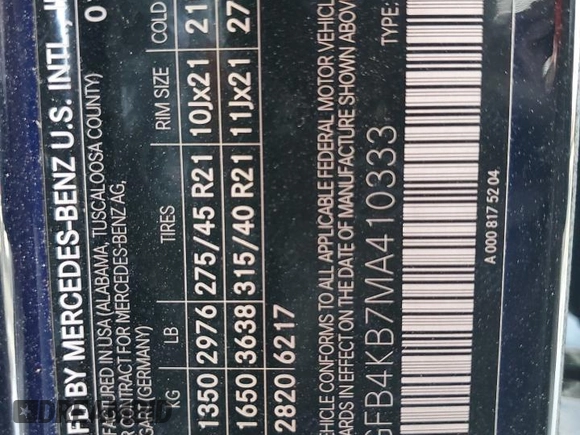 FD BY MERCEDES-BENZ U.S. INTL., 
FACTURED IN USA (ALABAMA, TUSCALOOSA COUNTY)
R CONTRACT FOR MERCEDES-BENZ AG,
(GERMANY)
KG LB TIRES RIM SIZE COLD
1350 2976 275/45 R21 10Jx21 21
1650 3638 315/40 R21 11Jx21 27
2820 6217
VEHICLE CONFORMS TO ALL APPLICABLE FEDERAL MOTOR VEHICL
ARDS IN EFFECT ON THE DATE OF MANUFACTURE SHOWN ABOVE
GFB4KB7MA410333 TYPE:
A 000 817 52 04